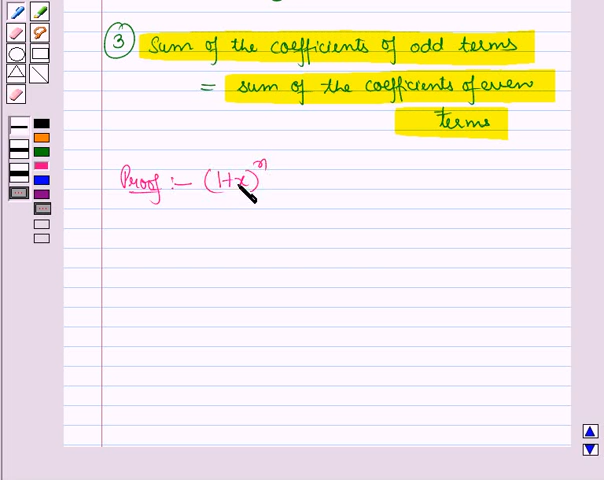 ③ Sum of the coefficients of odd terms
= sum of the coefficients of even
terms
Proof :- (1+x)^n